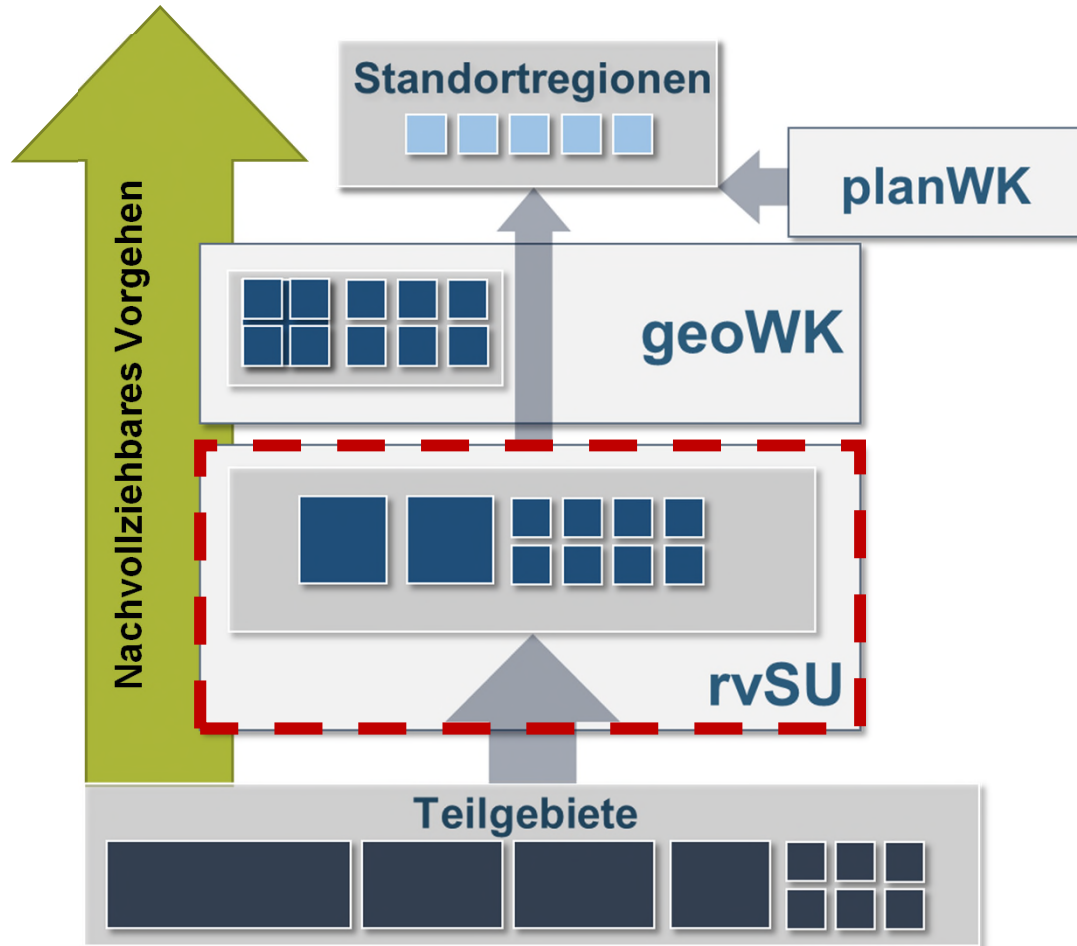 Standortregionen
planWK
geoWK
Nachvollziehbares Vorgehen
rvSU
Teilgebiete